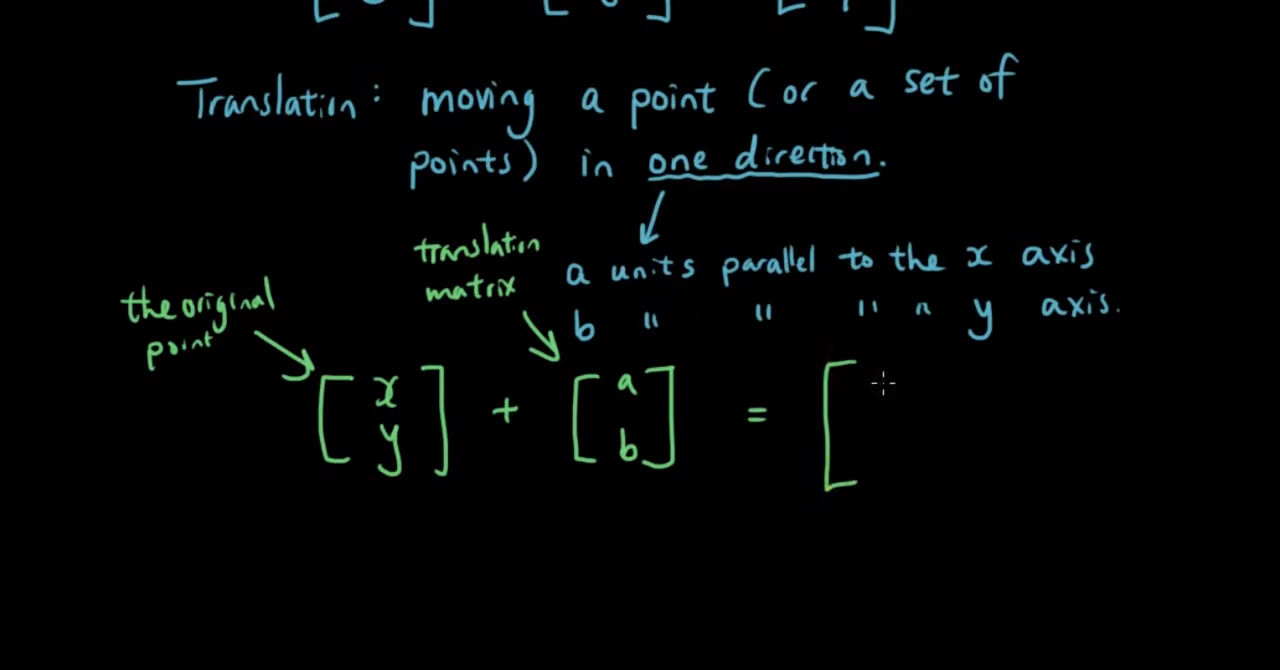 Translation: moving a point (or a set of
points) in one direction.
translation
matrix
a units parallel to the x axis
b " " " " y axis.
the original
point
[ x y ] + [ a b ] = [